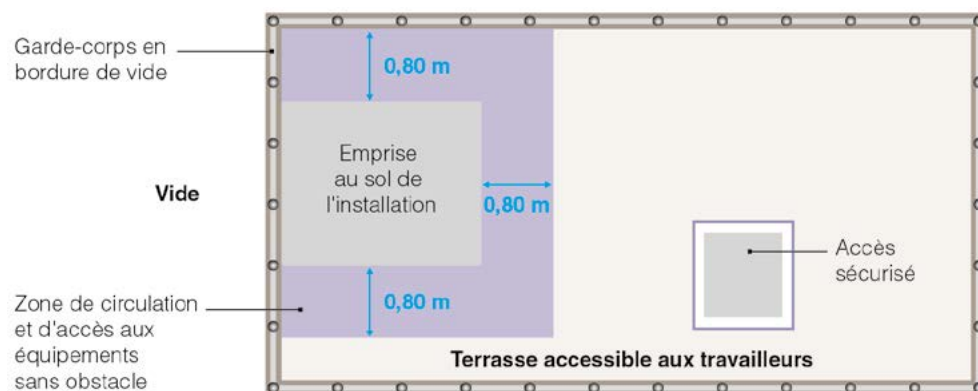 Garde-corps en
bordure de vide
0,80 m
Emprise
au sol de
l'installation
Vide
0,80 m
Accès
sécurisé
Zone de circulation
et d'accès aux
équipements
sans obstacle
0,80 m
Terrasse accessible aux travailleurs